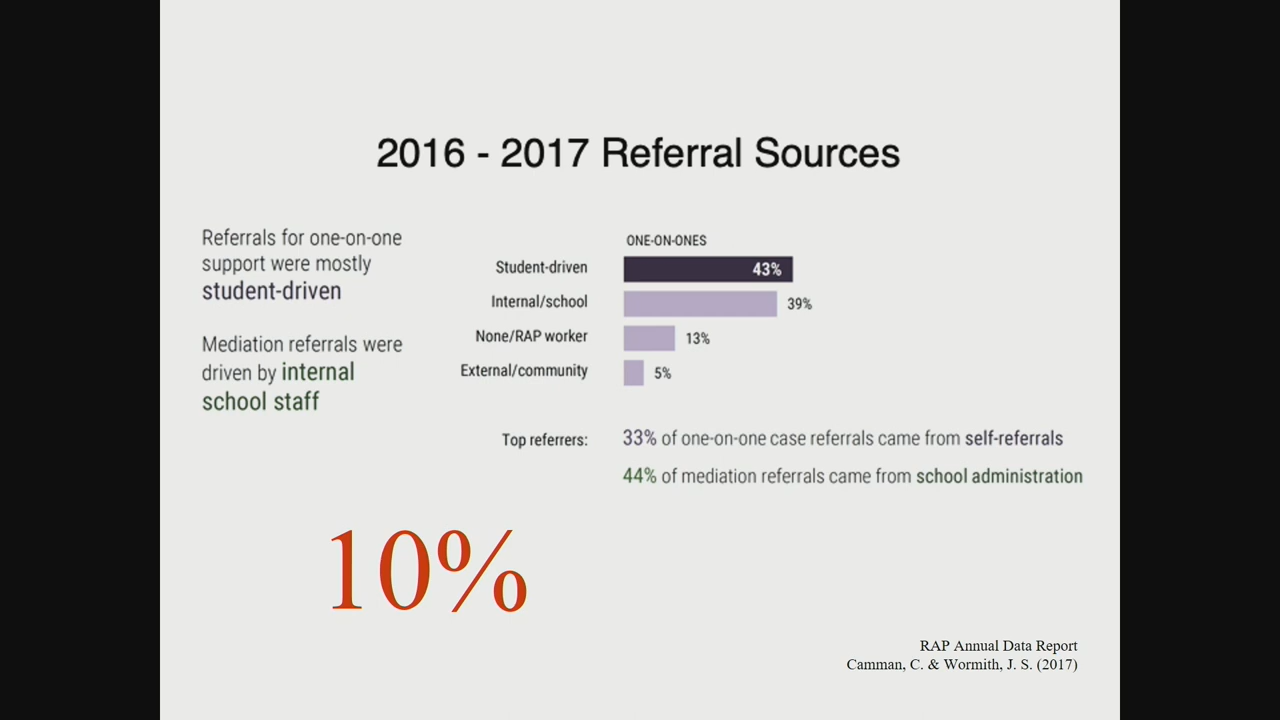 2016 - 2017 Referral Sources
Referrals for one-on-one
support were mostly
student-driven
Mediation referrals were
driven by internal
school staff
ONE-ON-ONES
Student-driven 43%
Internal/school 39%
None/RAP worker 13%
External/community 5%
Top referrers: 33% of one-on-one case referrals came from self-referrals
44% of mediation referrals came from school administration
10%
RAP Annual Data Report
Camman, C. & Wormith, J. S. (2017)